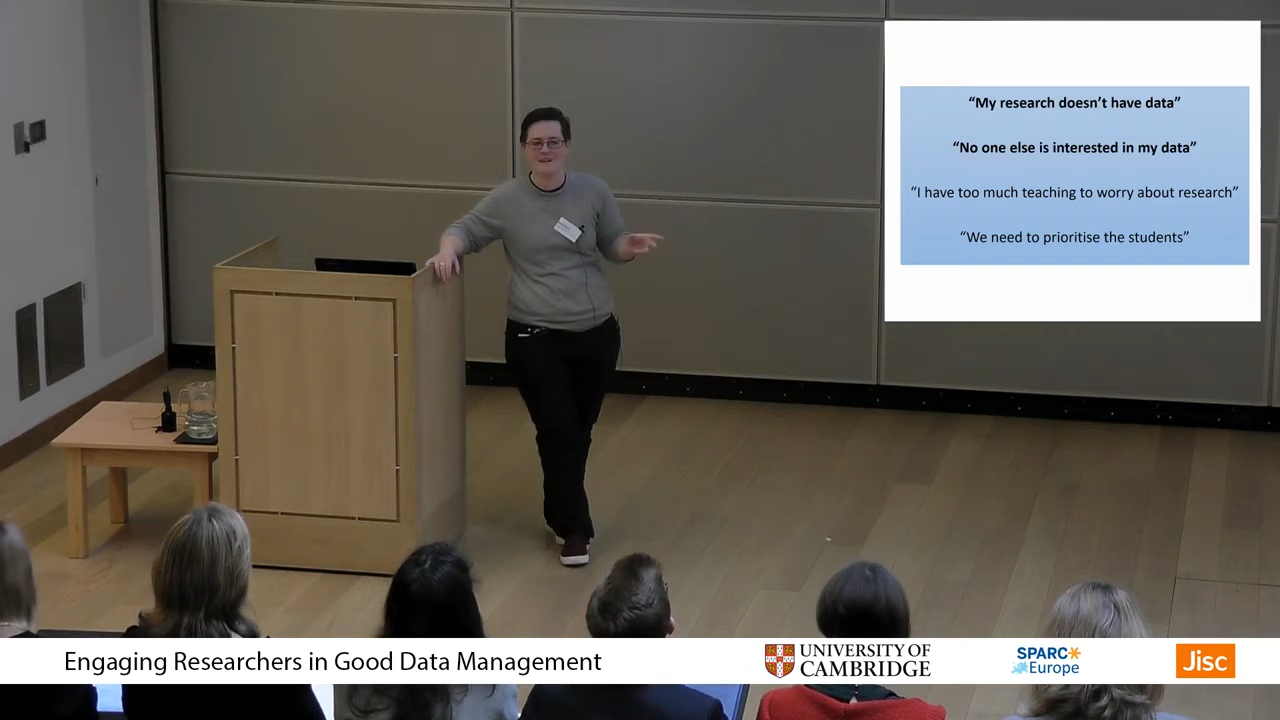 “My research doesn’t have data”
“No one else is interested in my data”
“I have too much teaching to worry about research”
“We need to prioritise the students”
Engaging Researchers in Good Data Management
UNIVERSITY OF
CAMBRIDGE
SPARC*
Europe
Jisc